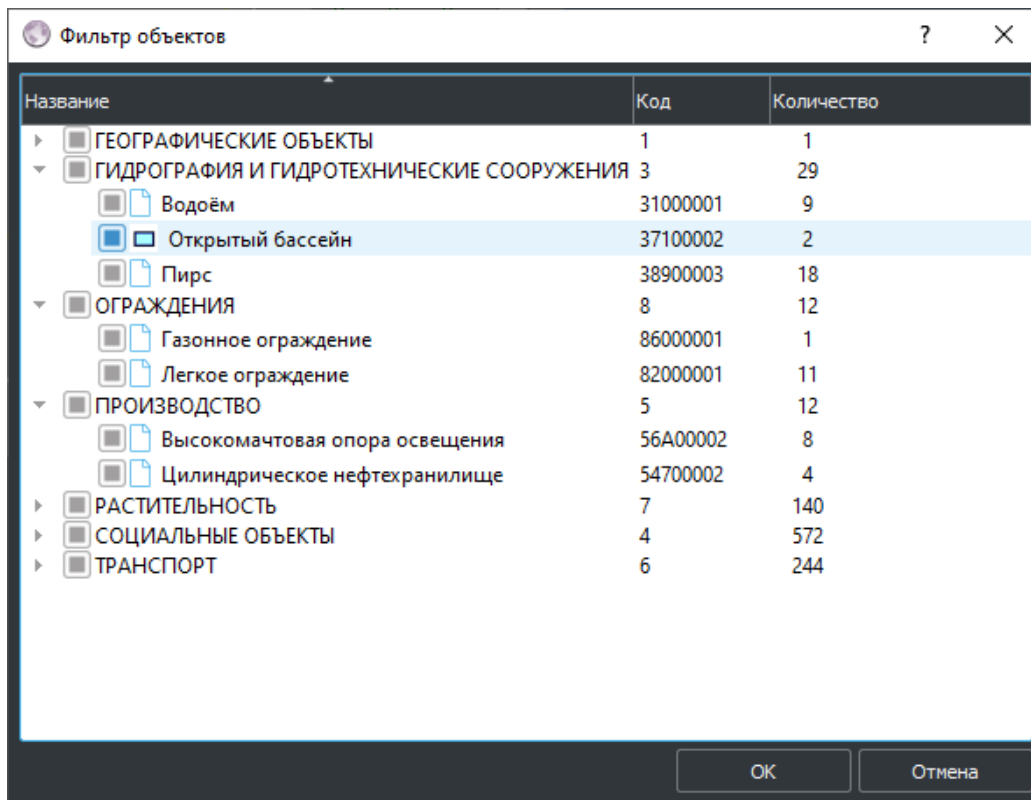 Фильтр объектов ?
Название Код Количество
ГЕОГРАФИЧЕСКИЕ ОБЪЕКТЫ 1 1
ГИДРОГРАФИЯ И ГИДРОТЕХНИЧЕСКИЕ СООРУЖЕНИЯ 3 29
Водоём 31000001 9
Открытый бассейн 37100002 2
Пирс 38900003 18
ОГРАЖДЕНИЯ 8 12
Газонное ограждение 86000001 1
Легкое ограждение 82000001 11
ПРОИЗВОДСТВО 5 12
Высокомачтовая опора освещения 56A00002 8
Цилиндрическое нефтехранилище 54700002 4
РАСТИТЕЛЬНОСТЬ 7 140
СОЦИАЛЬНЫЕ ОБЪЕКТЫ 4 572
ТРАНСПОРТ 6 244
OK Отмена